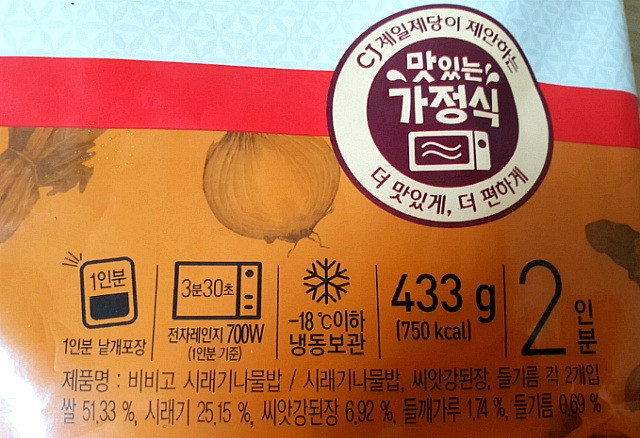 CJ제일제당이 제안하는
맛있는
가정식
더 맛있게, 더 편하게
1인분
1인분 낱개포장
3분30초
전자레인지 700W
(1인분 기준)
-18 ℃이하
냉동보관
433 g
(750 kcal)
2인분
제품명 : 비비고 시래기나물밥 / 시래기나물밥, 씨앗강된장, 들기름 각 2개입
쌀 51.33 %, 시래기 25.15 %, 씨앗강된장 6.92 %, 들깨가루 1.74 %, 들기름 0.69 %